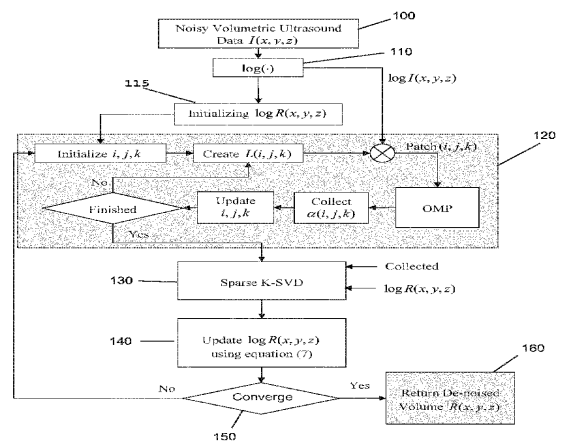 100
Noisy Volumetric Ultrasound
Data I(x, y, z)
110
log(·)
log I(x, y, z)
115
Initializing log R(x, y, z)
120
Initialize i, j, k
Create L(i, j, k)
Patch(i, j, k)
No
Finished
Update
i, j, k
Collect
α(i, j, k)
OMP
Yes
130
Sparse K-SVD
Collected
log R(x, y, z)
140
Update log R(x, y, z)
using equation (7)
160
No
Converge
Yes
Return De-noised
Volume R(x, y, z)
150